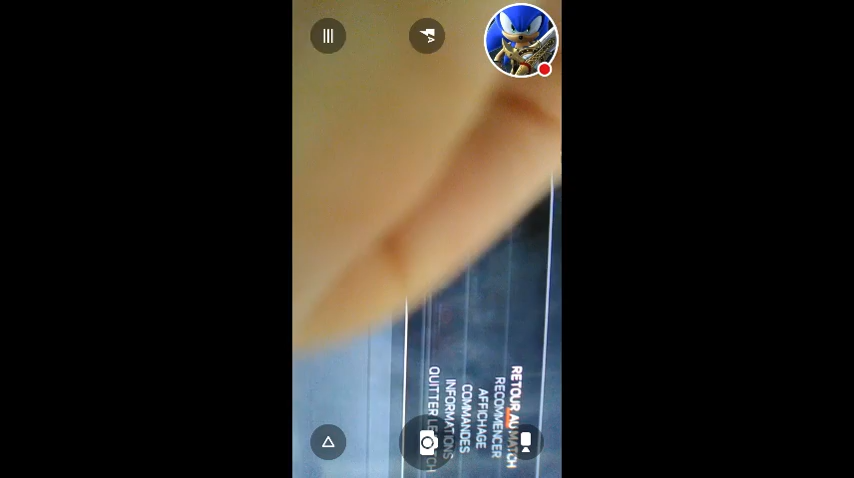 RETOUR AU MATCH
RECOMMENCER
AFFICHAGE
COMMANDES
INFORMATIONS
QUITTER